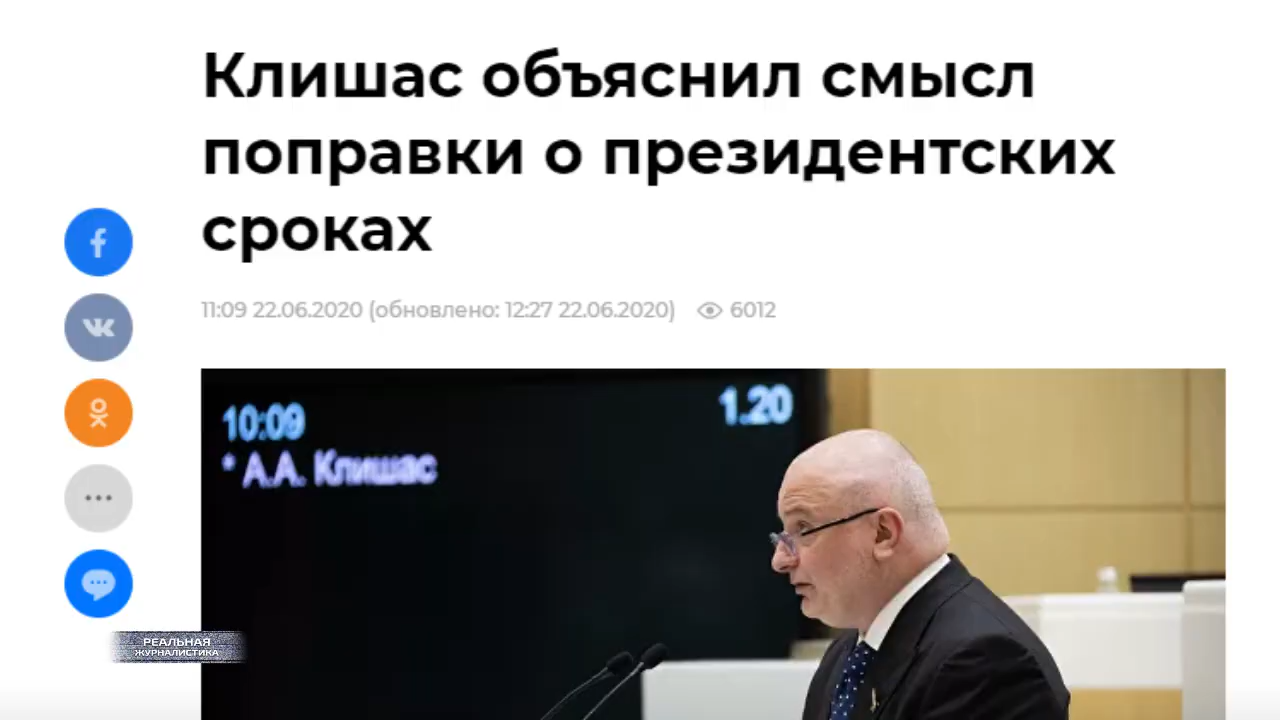 Клишас объяснил смысл
поправки о президентских
сроках
11:09 22.06.2020 (обновлено: 12:27 22.06.2020) 6012
10:09 1.20
* А.А. Клишас
РЕАЛЬНАЯ
ЖУРНАЛИСТИКА